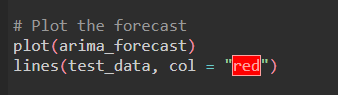 # Plot the forecast
plot(arima_forecast)
lines(test_data, col = "red")